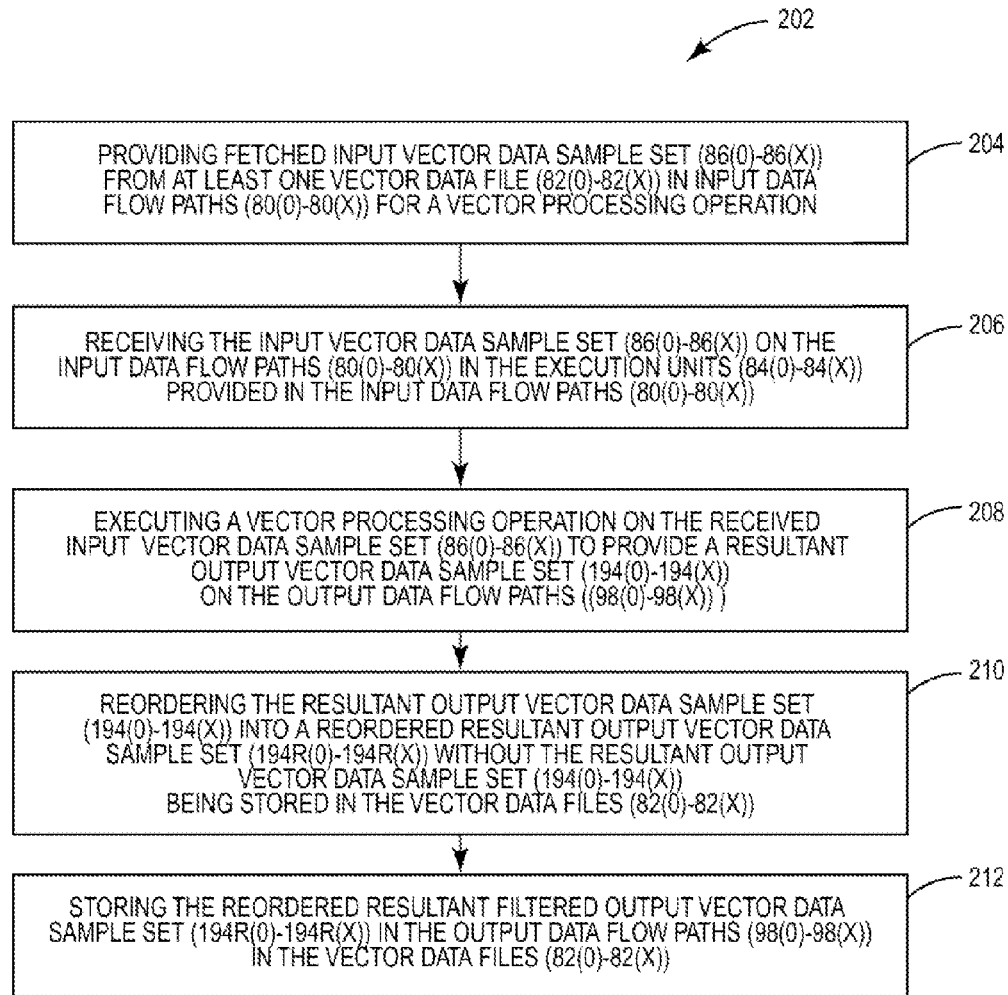 202
PROVIDING FETCHED INPUT VECTOR DATA SAMPLE SET (86(0)-86(X))
FROM AT LEAST ONE VECTOR DATA FILE (82(0)-82(X)) IN INPUT DATA
FLOW PATHS (80(0)-80(X)) FOR A VECTOR PROCESSING OPERATION
204
RECEIVING THE INPUT VECTOR DATA SAMPLE SET (86(0)-86(X)) ON THE
INPUT DATA FLOW PATHS (80(0)-80(X)) IN THE EXECUTION UNITS (84(0)-84(X))
PROVIDED IN THE INPUT DATA FLOW PATHS (80(0)-80(X))
206
EXECUTING A VECTOR PROCESSING OPERATION ON THE RECEIVED
INPUT VECTOR DATA SAMPLE SET (86(0)-86(X)) TO PROVIDE A RESULTANT
OUTPUT VECTOR DATA SAMPLE SET (194(0)-194(X))
ON THE OUTPUT DATA FLOW PATHS ((98(0)-98(X)) )
208
REORDERING THE RESULTANT OUTPUT VECTOR DATA SAMPLE SET
(194(0)-194(X)) INTO A REORDERED RESULTANT OUTPUT VECTOR DATA
SAMPLE SET (194R(0)-194R(X)) WITHOUT THE RESULTANT OUTPUT
VECTOR DATA SAMPLE SET (194(0)-194(X))
BEING STORED IN THE VECTOR DATA FILES (82(0)-82(X))
210
STORING THE REORDERED RESULTANT FILTERED OUTPUT VECTOR DATA
SAMPLE SET (194R(0)-194R(X)) IN THE OUTPUT DATA FLOW PATHS (98(0)-98(X))
IN THE VECTOR DATA FILES (82(0)-82(X))
212